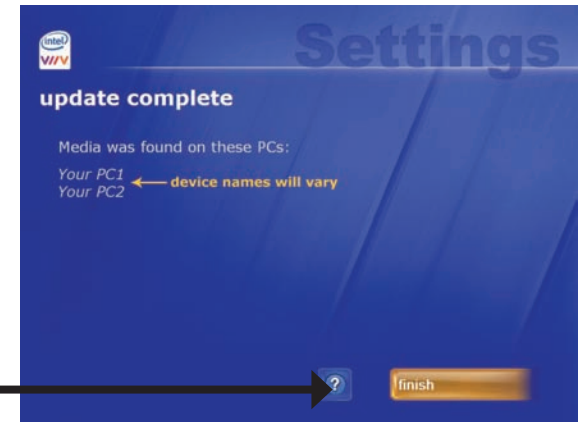 intel
VIIV
Settings
update complete
Media was found on these PCs:
Your PC1
device names will vary
Your PC2
?
finish